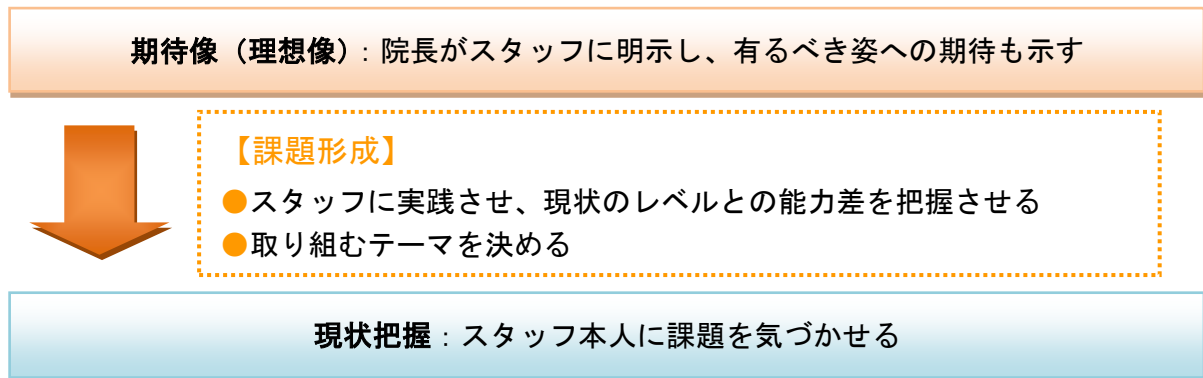 期待像（理想像）：院長がスタッフに明示し、有るべき姿への期待も示す
【課題形成】
●スタッフに実践させ、現状のレベルとの能力差を把握させる
●取り組むテーマを決める
現状把握：スタッフ本人に課題を気づかせる